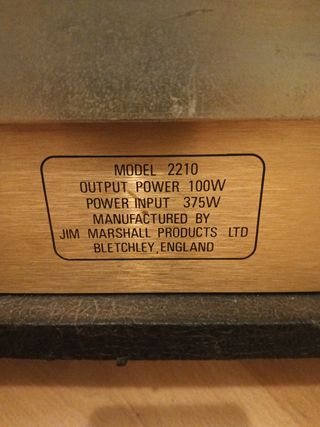 MODEL 2210
OUTPUT POWER 100W
POWER INPUT 375W
MANUFACTURED BY
JIM MARSHALL PRODUCTS LTD
BLETCHLEY, ENGLAND